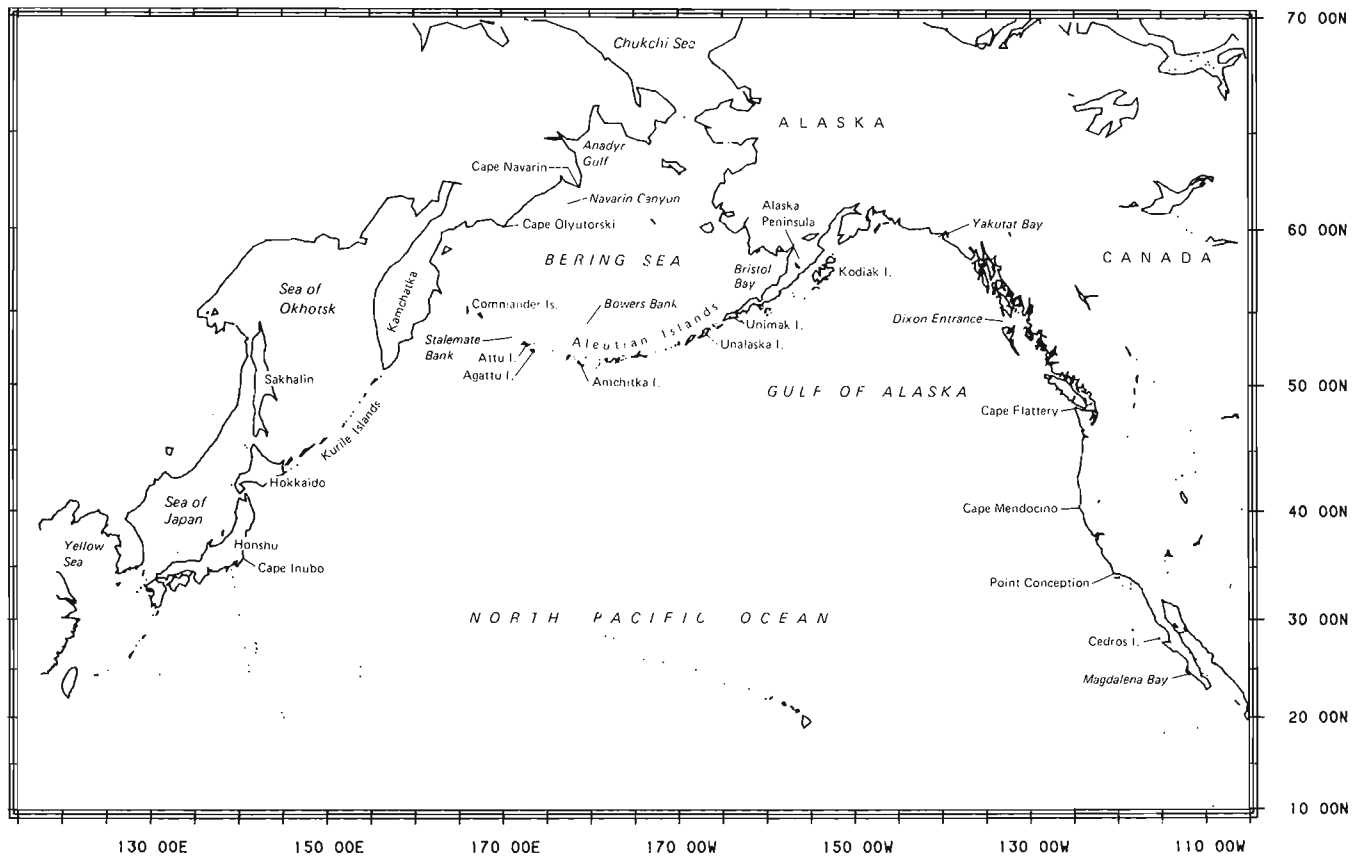 70 00N
Chukchi Sea
ALASKA
Anadyr
Gulf
Cape Navarin
Navarin Canyun
Alaska
Peninsula
Cape Olyutorski
Yakutat Bay
60 00N
BERING SEA
CANADA
Bristol
Bay
Kodiak I.
Sea of
Okhotsk
Kamchatka
Commander Is.
Bowers Bank
Aleutian Islands
Unimak I.
Dixon Entrance
Stalemate
Bank
Unalaska I.
Attu I.
Agattu I.
Amchitka I.
Sakhalin
GULF OF ALASKA
50 00N
Cape Flattery
Kurile Islands
Hokkaido
Sea of
Japan
Cape Mendocino
40 00N
Yellow
Sea
Honshu
Cape Inubo
Point Conception
NORTH PACIFIC OCEAN
30 00N
Cedros I.
Magdalena Bay
20 00N
10 00N
130 00E
150 00E
170 00E
170 00W
150 00W
130 00W
110 00W